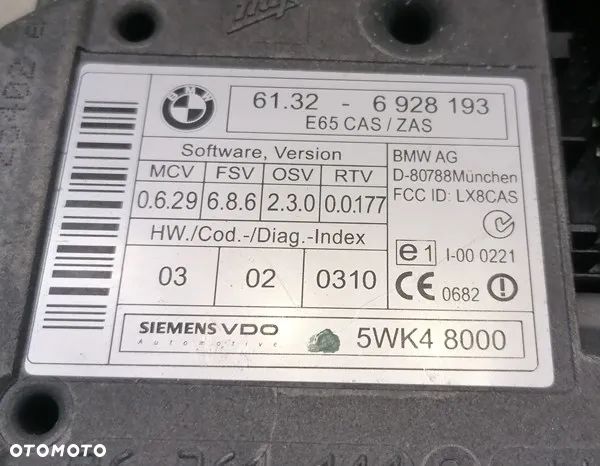 BMW
61.32 - 6 928 193
E65 CAS / ZAS
Software, Version
MCV FSV OSV RTV
0.6.29 6.8.6 2.3.0 0.0.177
HW./Cod.-/Diag.-Index
03 02 0310
BMW AG
D-80788München
FCC ID: LX8CAS
e1 I-00 0221
CE 0682
SIEMENS VDO
Automotive
5WK4 8000
OTOMOTO